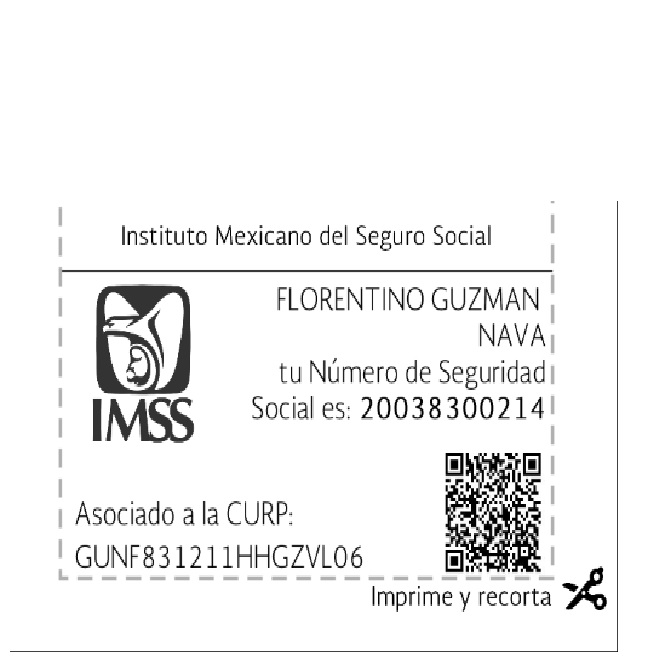 Instituto Mexicano del Seguro Social
FLORENTINO GUZMAN
NAVA
tu Número de Seguridad
Social es: 20038300214
IMSS
Asociado a la CURP:
GUNF831211HHGZVL06
Imprime y recorta